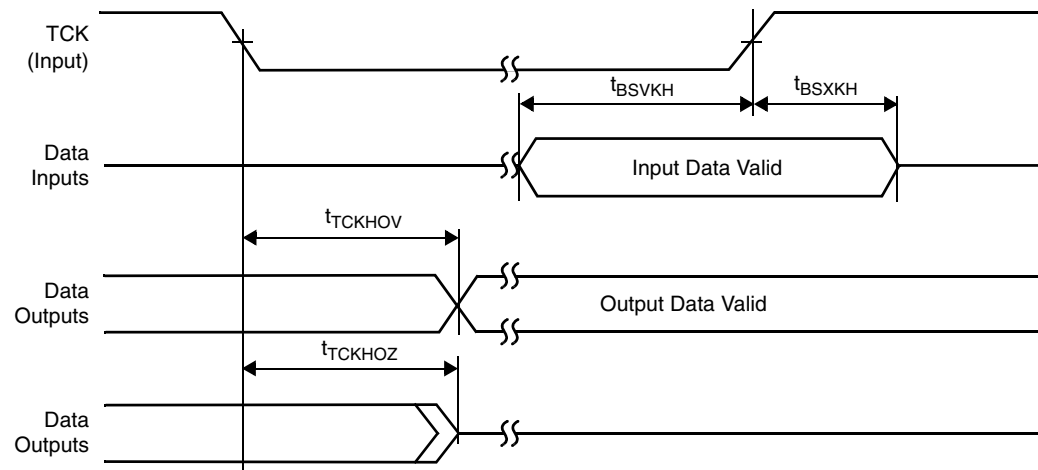 TCK
(Input)
tBSVKH
tBSXKH
Data
Inputs
Input Data Valid
tTCKHOV
Data
Outputs
Output Data Valid
tTCKHOZ
Data
Outputs